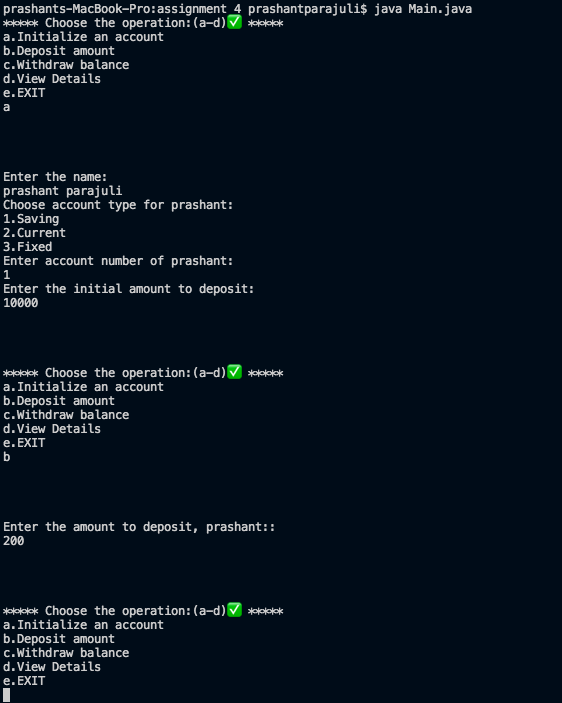 prashants-MacBook-Pro:assignment 4 prashantparajuli$ java Main.java
***** Choose the operation:(a-d)✅ *****
a.Initialize an account
b.Deposit amount
c.Withdraw balance
d.View Details
e.EXIT
a
Enter the name:
prashant parajuli
Choose account type for prashant:
1.Saving
2.Current
3.Fixed
Enter account number of prashant:
1
Enter the initial amount to deposit:
10000
***** Choose the operation:(a-d)✅ *****
a.Initialize an account
b.Deposit amount
c.Withdraw balance
d.View Details
e.EXIT
b
Enter the amount to deposit, prashant::
200
***** Choose the operation:(a-d)✅ *****
a.Initialize an account
b.Deposit amount
c.Withdraw balance
d.View Details
e.EXIT